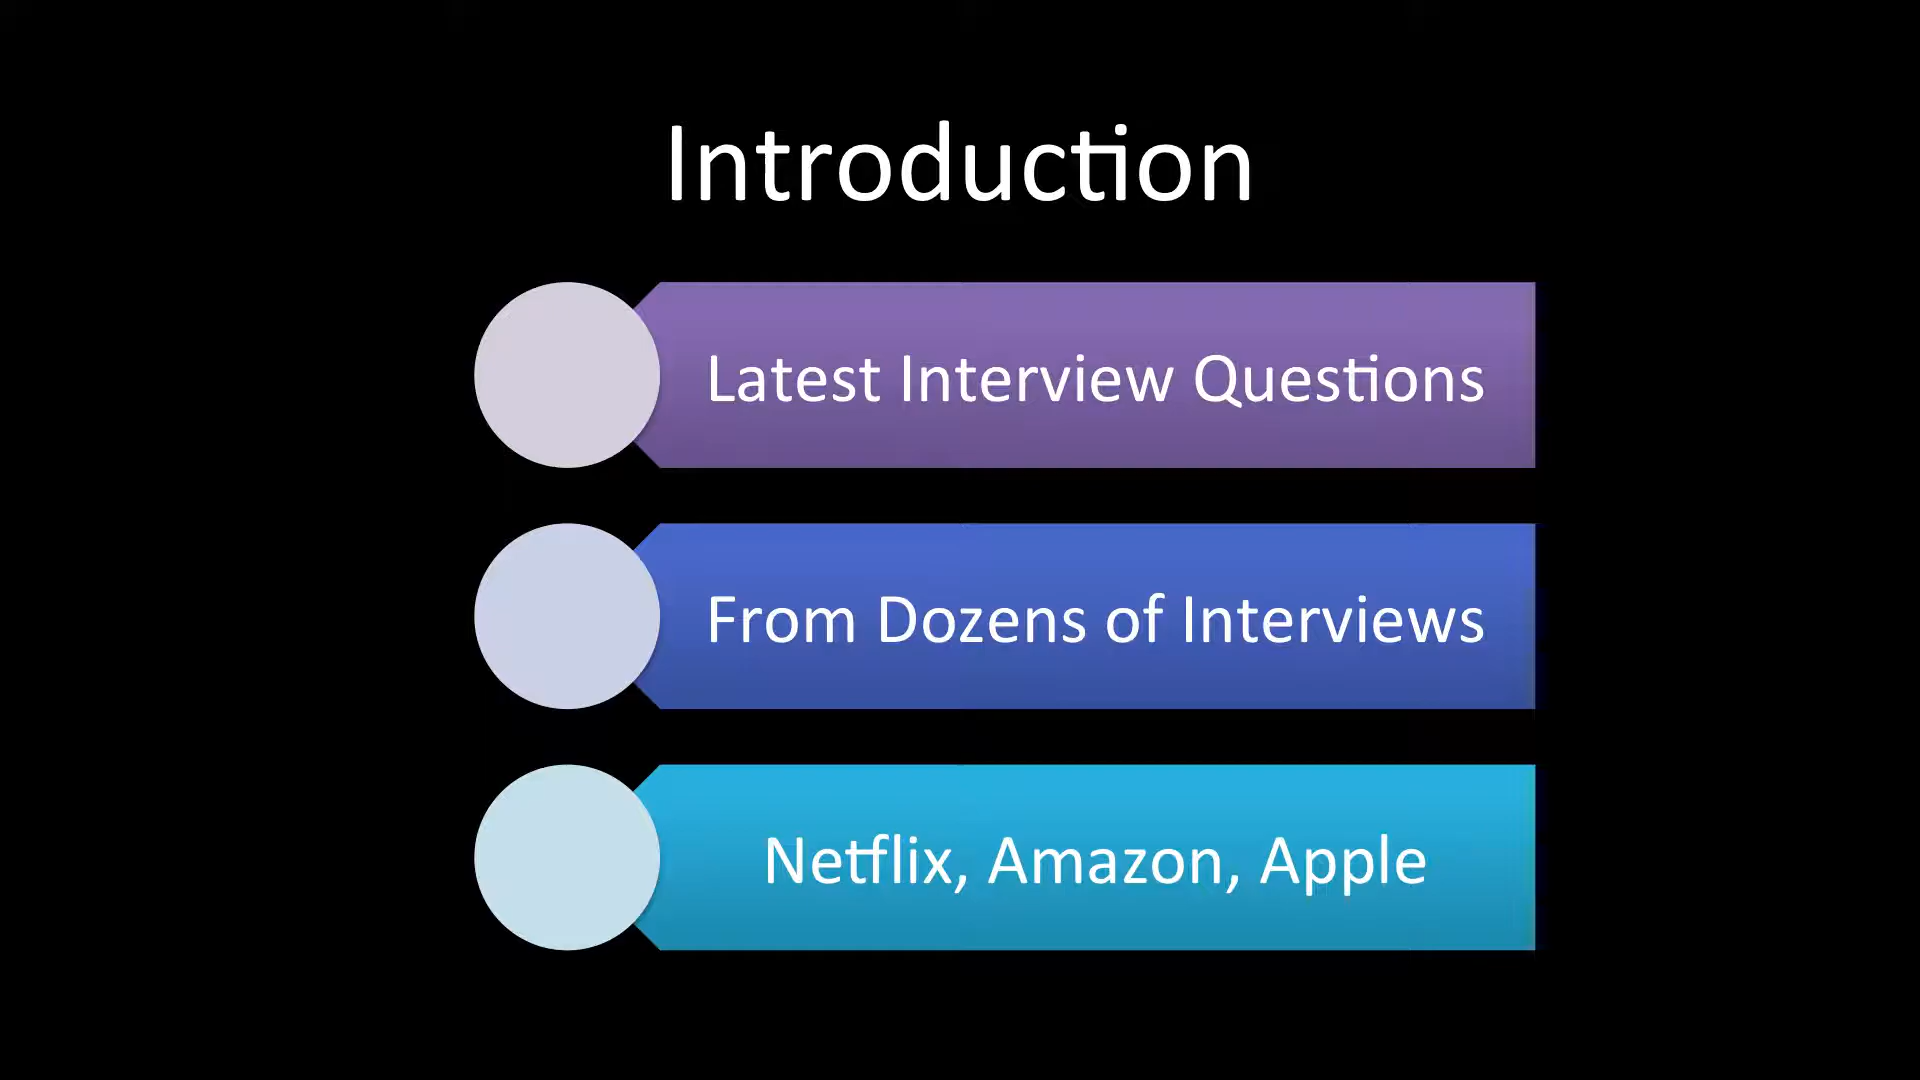 Introduction
Latest Interview Questions
From Dozens of Interviews
Netflix, Amazon, Apple